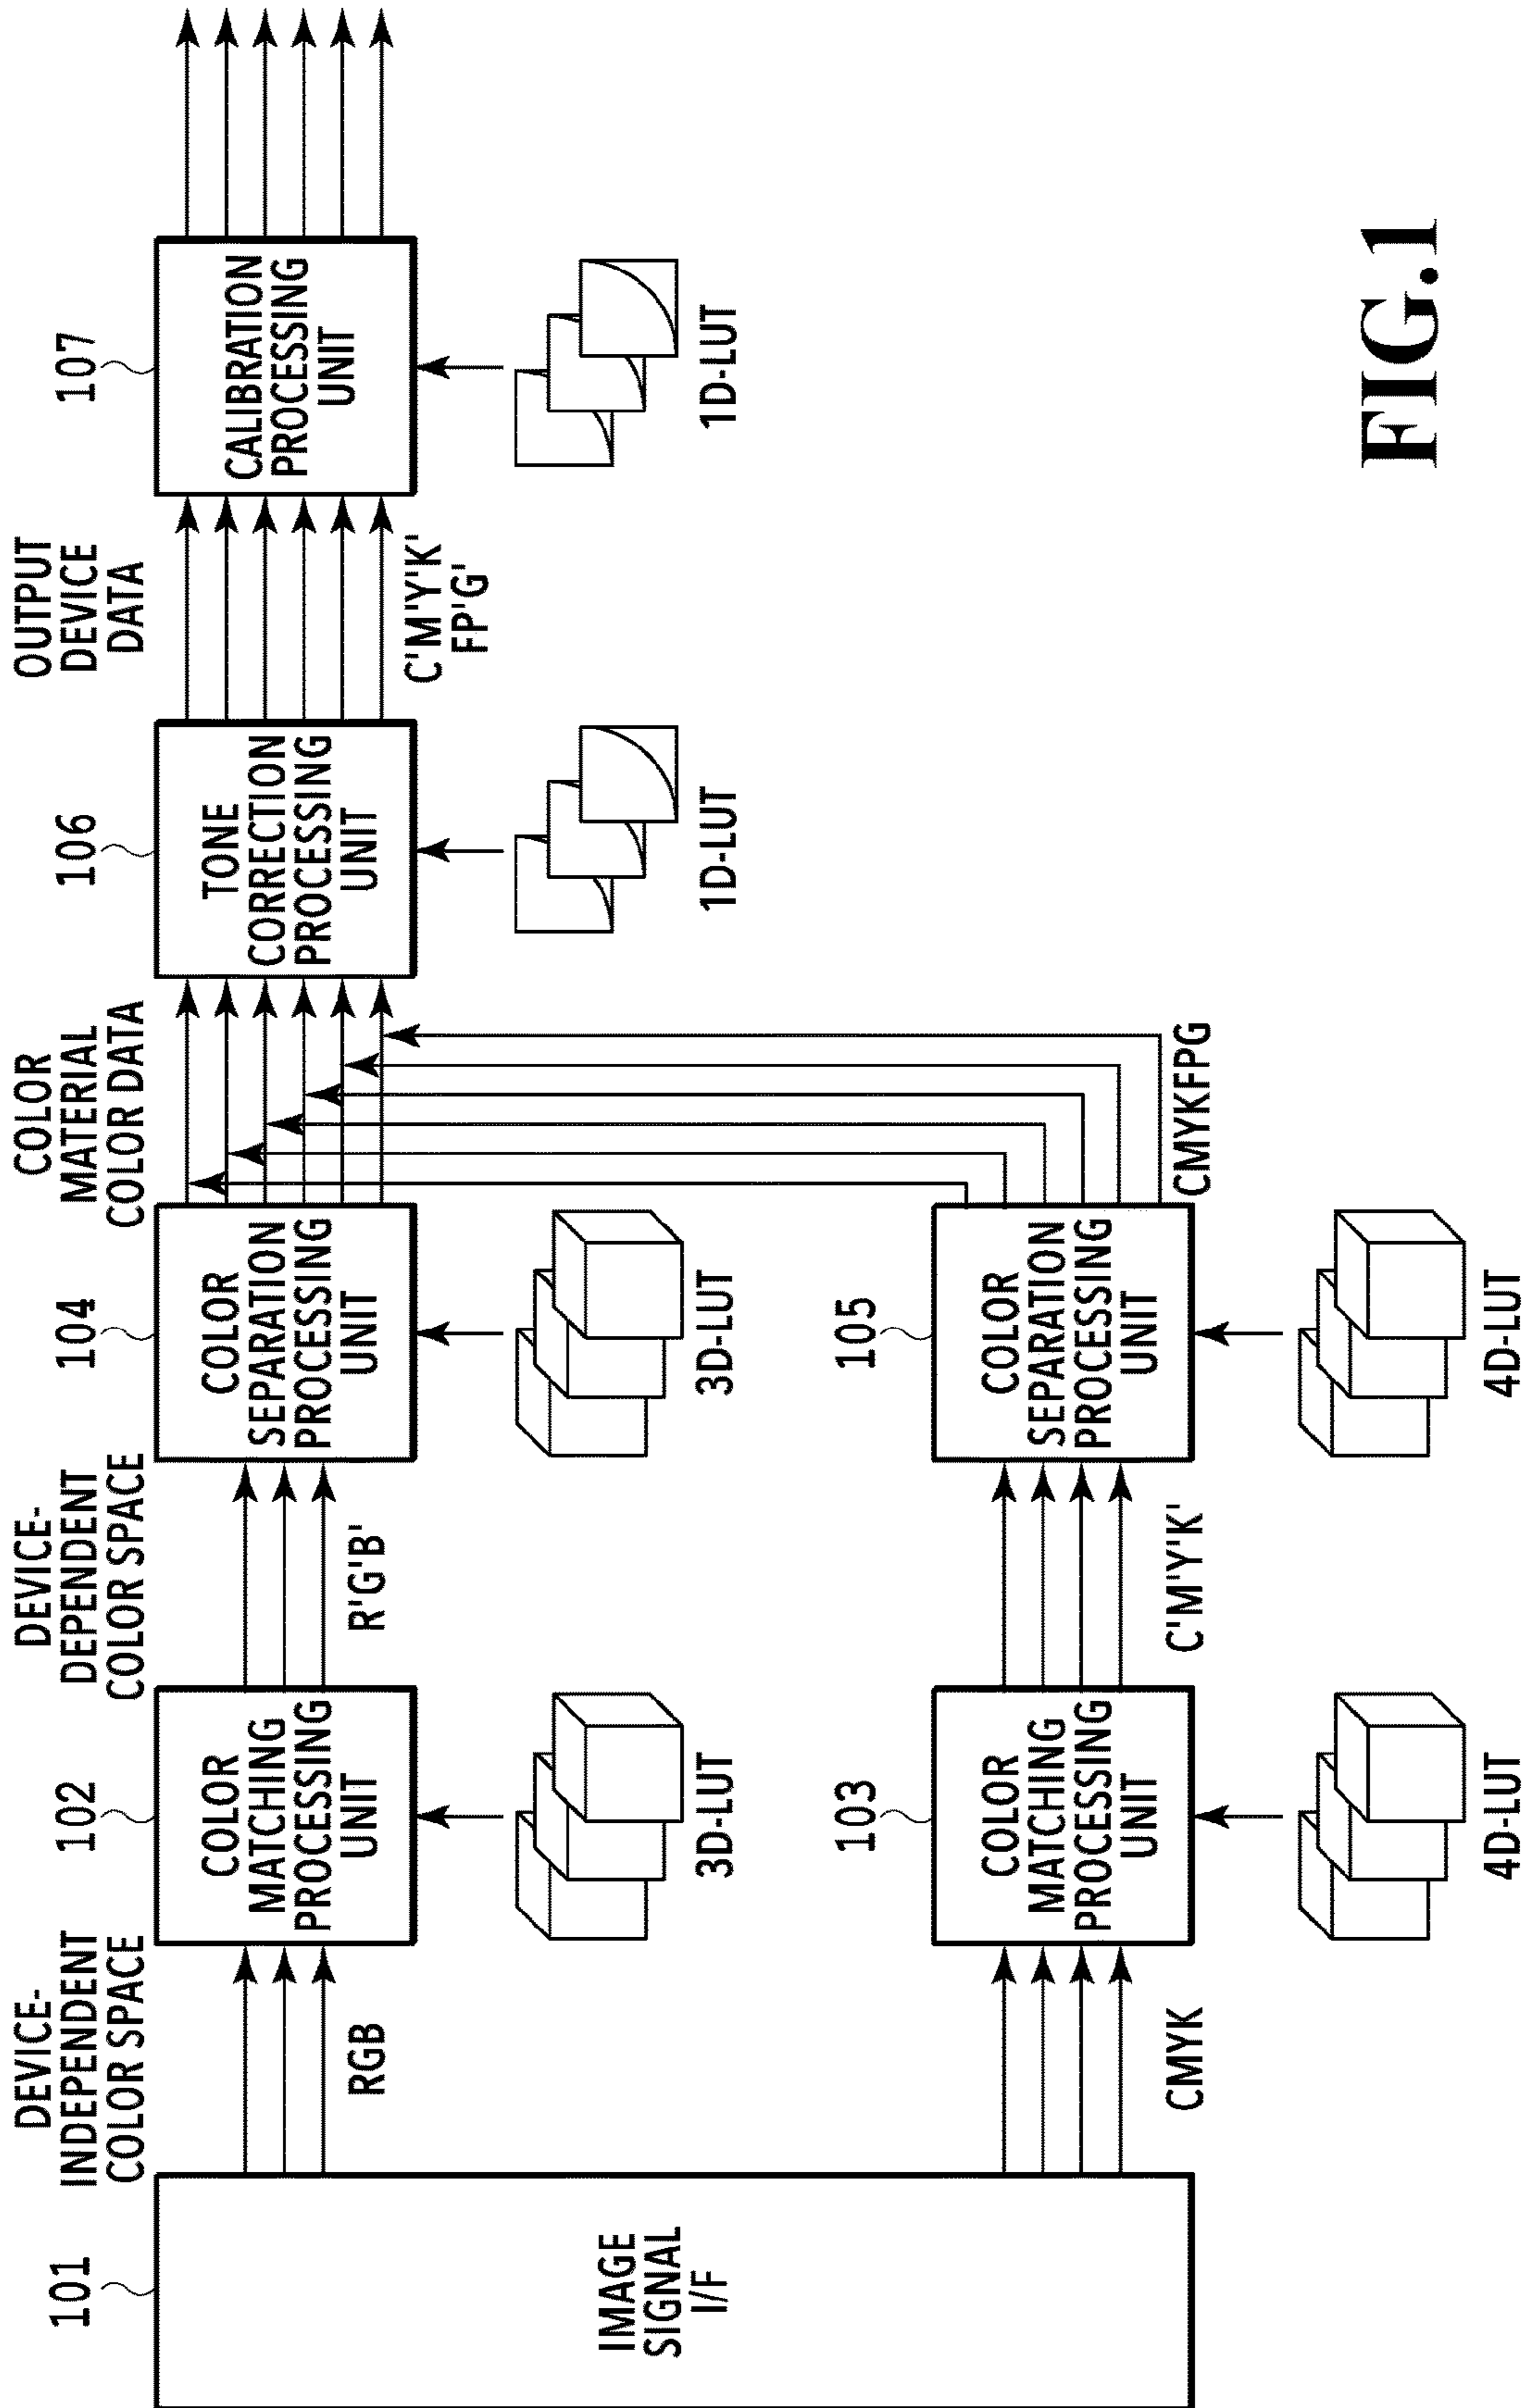 DEVICE-
INDEPENDENT
COLOR SPACE
DEVICE-
DEPENDENT
COLOR SPACE
COLOR
MATERIAL
COLOR DATA
OUTPUT
DEVICE
DATA
101
IMAGE
SIGNAL
I/F
RGB
102
COLOR
MATCHING
PROCESSING
UNIT
3D-LUT
R'G'B'
104
COLOR
SEPARATION
PROCESSING
UNIT
3D-LUT
106
TONE
CORRECTION
PROCESSING
UNIT
1D-LUT
C'M'Y'K'
FP'G'
107
CALIBRATION
PROCESSING
UNIT
1D-LUT
CMYK
103
COLOR
MATCHING
PROCESSING
UNIT
4D-LUT
C'M'Y'K'
105
COLOR
SEPARATION
PROCESSING
UNIT
4D-LUT
CMYKFPG
FIG.1